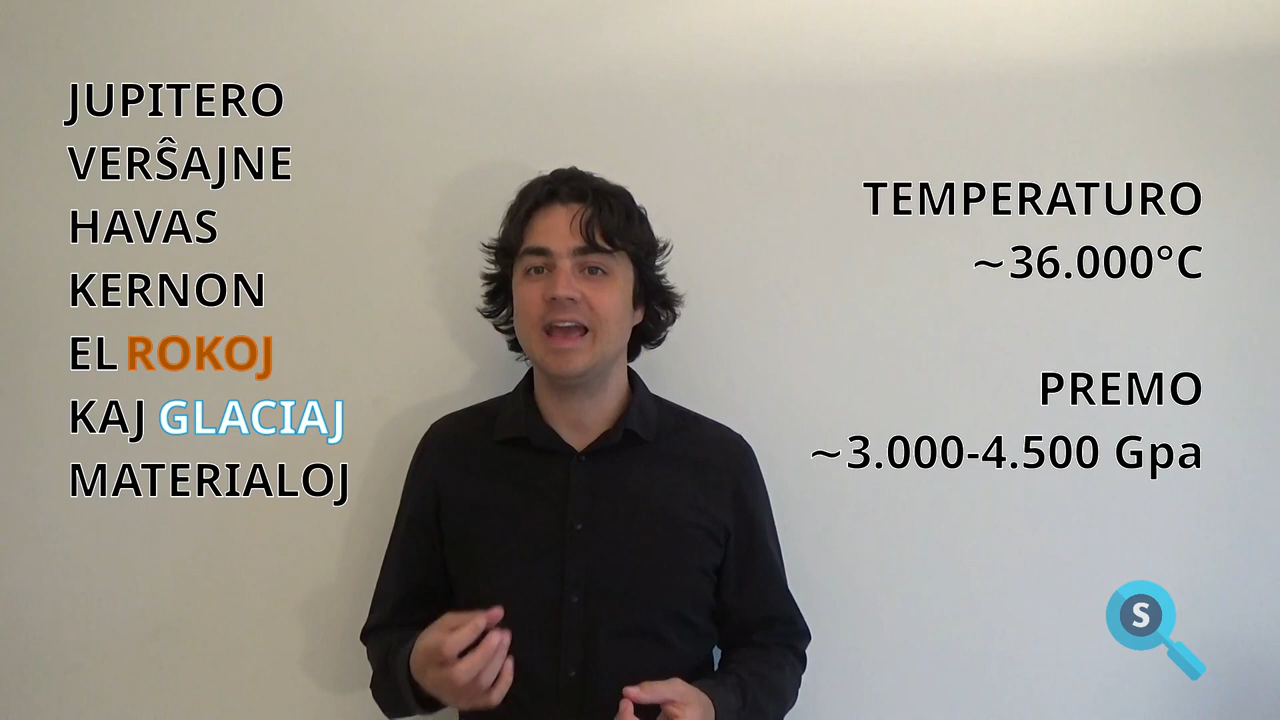 JUPITERO
VERŜAJNE
HAVAS
KERNON
EL ROKOJ
KAJ GLACIAJ
MATERIALOJ
TEMPERATURO
~36.000°C
PREMO
~3.000-4.500 Gpa
S